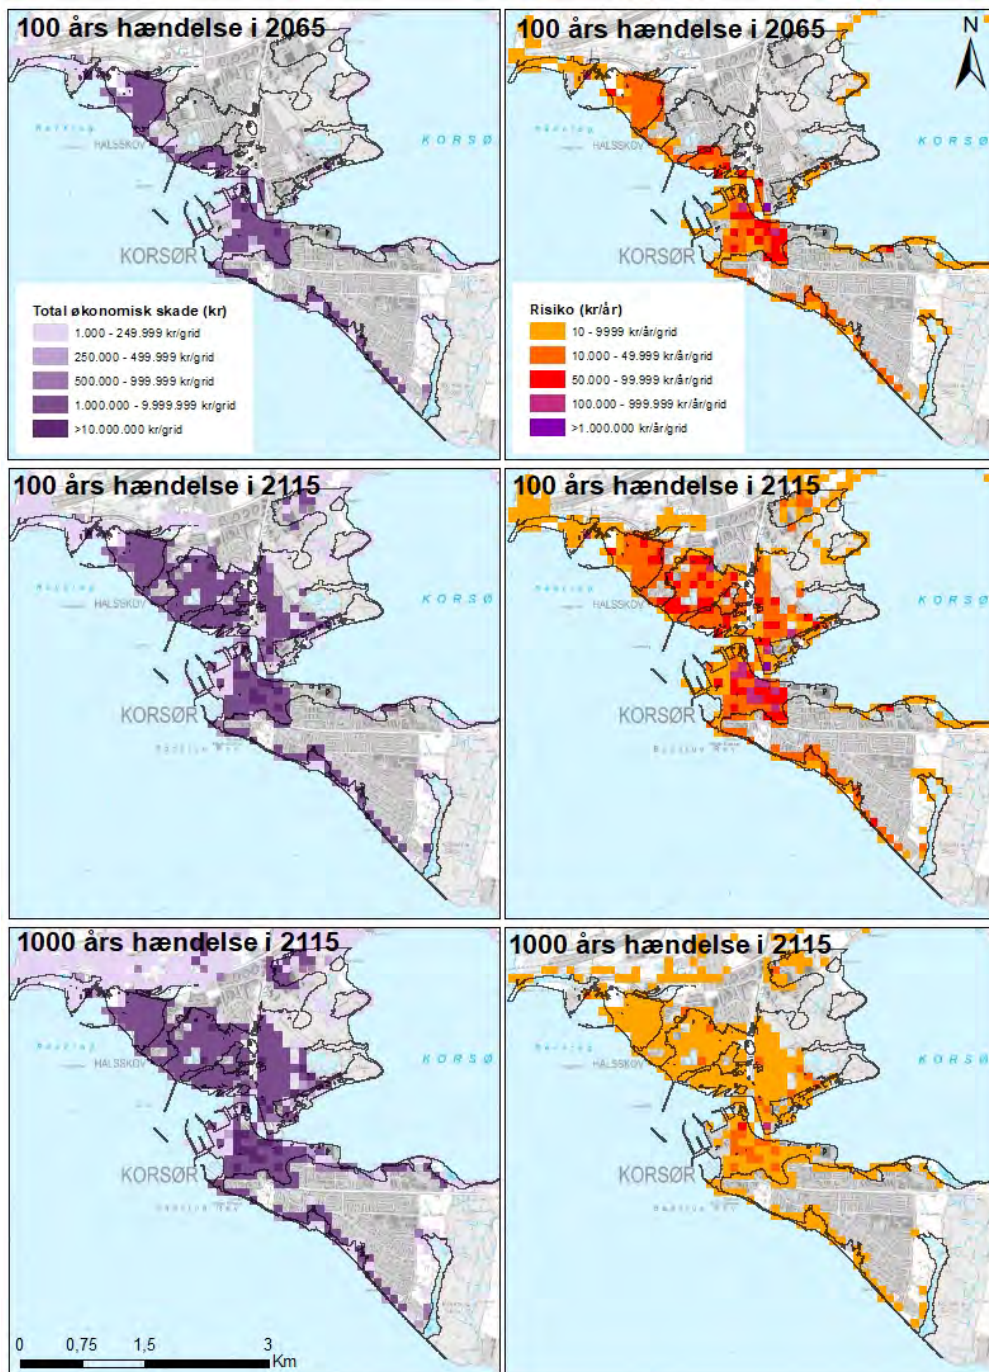 100 års hændelse i 2065
HALSSKOV
KORSØ
KORSØR
Total økonomisk skade (kr)
1.000 - 249.999 kr/grid
250.000 - 499.999 kr/grid
500.000 - 999.999 kr/grid
1.000.000 - 9.999.999 kr/grid
>10.000.000 kr/grid
100 års hændelse i 2065
N
HALSSKOV
KORSØ
KORSØR
Risiko (kr/år)
10 - 9999 kr/år/grid
10.000 - 49.999 kr/år/grid
50.000 - 99.999 kr/år/grid
100.000 - 999.999 kr/år/grid
>1.000.000 kr/år/grid
100 års hændelse i 2115
HALSSKOV
KORSØ
KORSØR
100 års hændelse i 2115
HALSSKOV
KORSØ
KORSØR
1000 års hændelse i 2115
HALSSKOV
KORSØ
KORSØR
0 0,75 1,5 3
Km
1000 års hændelse i 2115
HALSSKOV
KORSØ
KORSØR